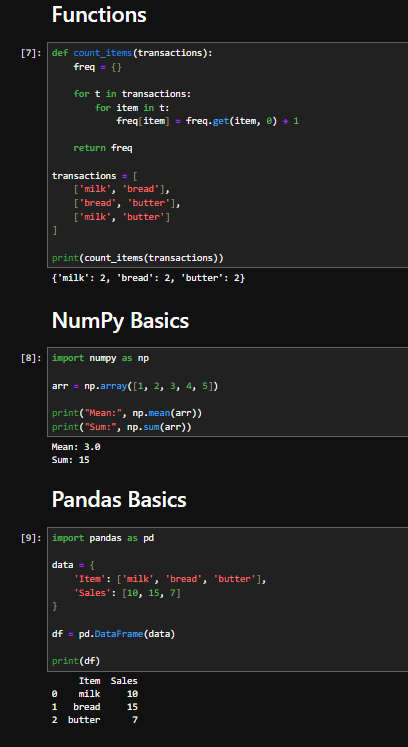 Functions
[7]: def count_items(transactions):
    freq = {}

    for t in transactions:
        for item in t:
            freq[item] = freq.get(item, 0) + 1

    return freq

transactions = [
    ['milk', 'bread'],
    ['bread', 'butter'],
    ['milk', 'butter']
]

print(count_items(transactions))
{'milk': 2, 'bread': 2, 'butter': 2}
NumPy Basics
[8]: import numpy as np

arr = np.array([1, 2, 3, 4, 5])

print("Mean:", np.mean(arr))
print("Sum:", np.sum(arr))
Mean: 3.0
Sum: 15
Pandas Basics
[9]: import pandas as pd

data = {
    'Item': ['milk', 'bread', 'butter'],
    'Sales': [10, 15, 7]
}

df = pd.DataFrame(data)

print(df)
     Item  Sales
0    milk     10
1   bread     15
2  butter      7